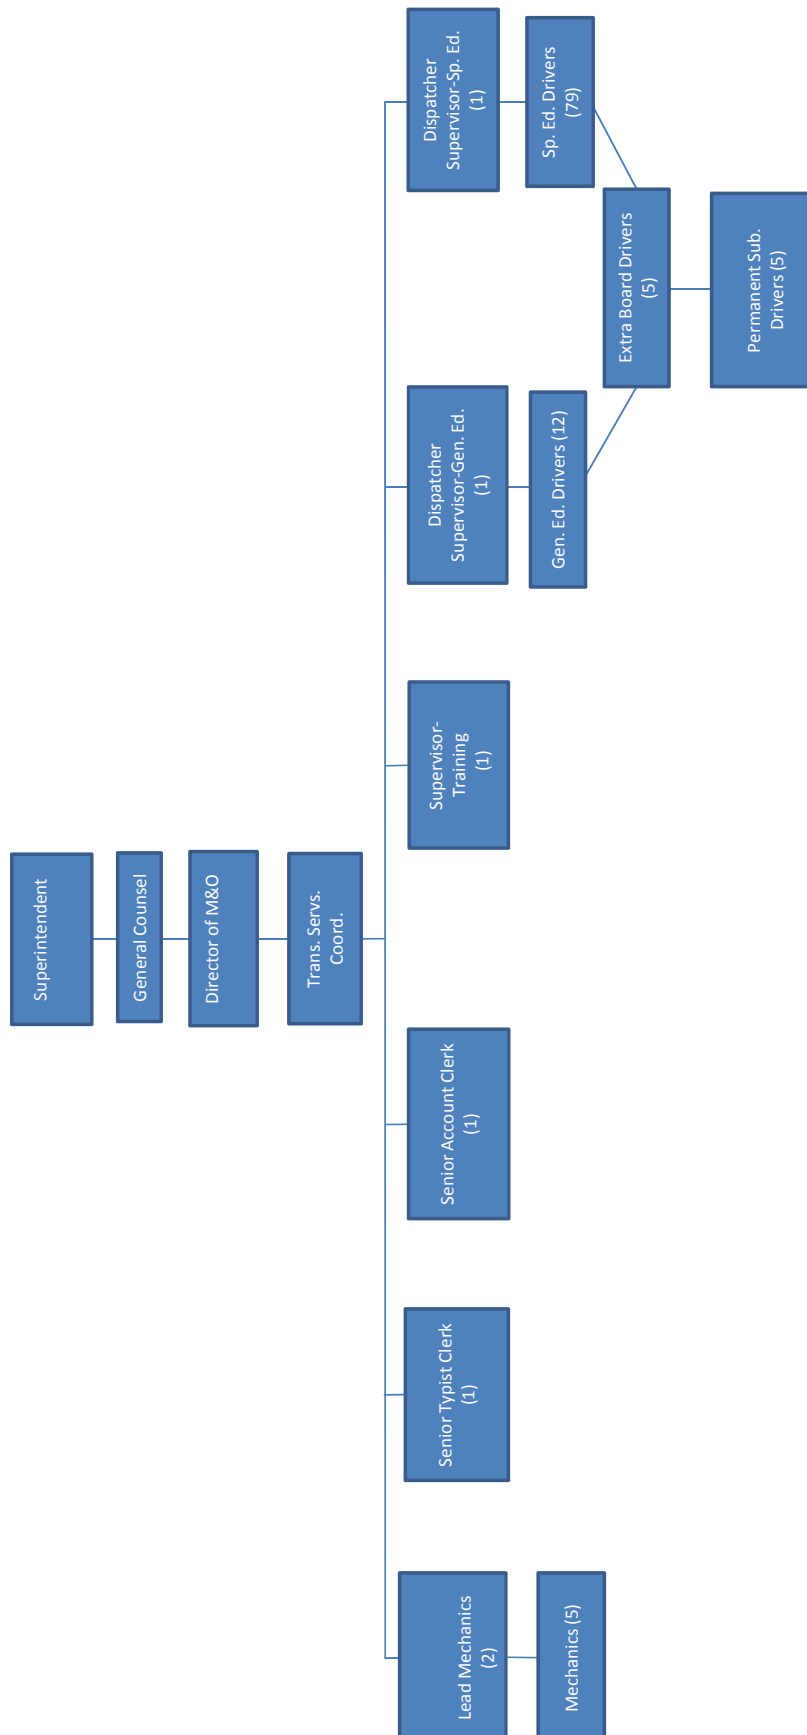 Superintendent
General Counsel
Director of M&O
Trans. Servs.
Coord.
Lead Mechanics
(2)
Senior Typist Clerk
(1)
Senior Account Clerk
(1)
Supervisor-
Training
(1)
Dispatcher
Supervisor-Gen. Ed.
(1)
Dispatcher
Supervisor-Sp. Ed.
(1)
Mechanics (5)
Gen. Ed. Drivers (12)
Sp. Ed. Drivers
(79)
Extra Board Drivers
(5)
Permanent Sub.
Drivers (5)